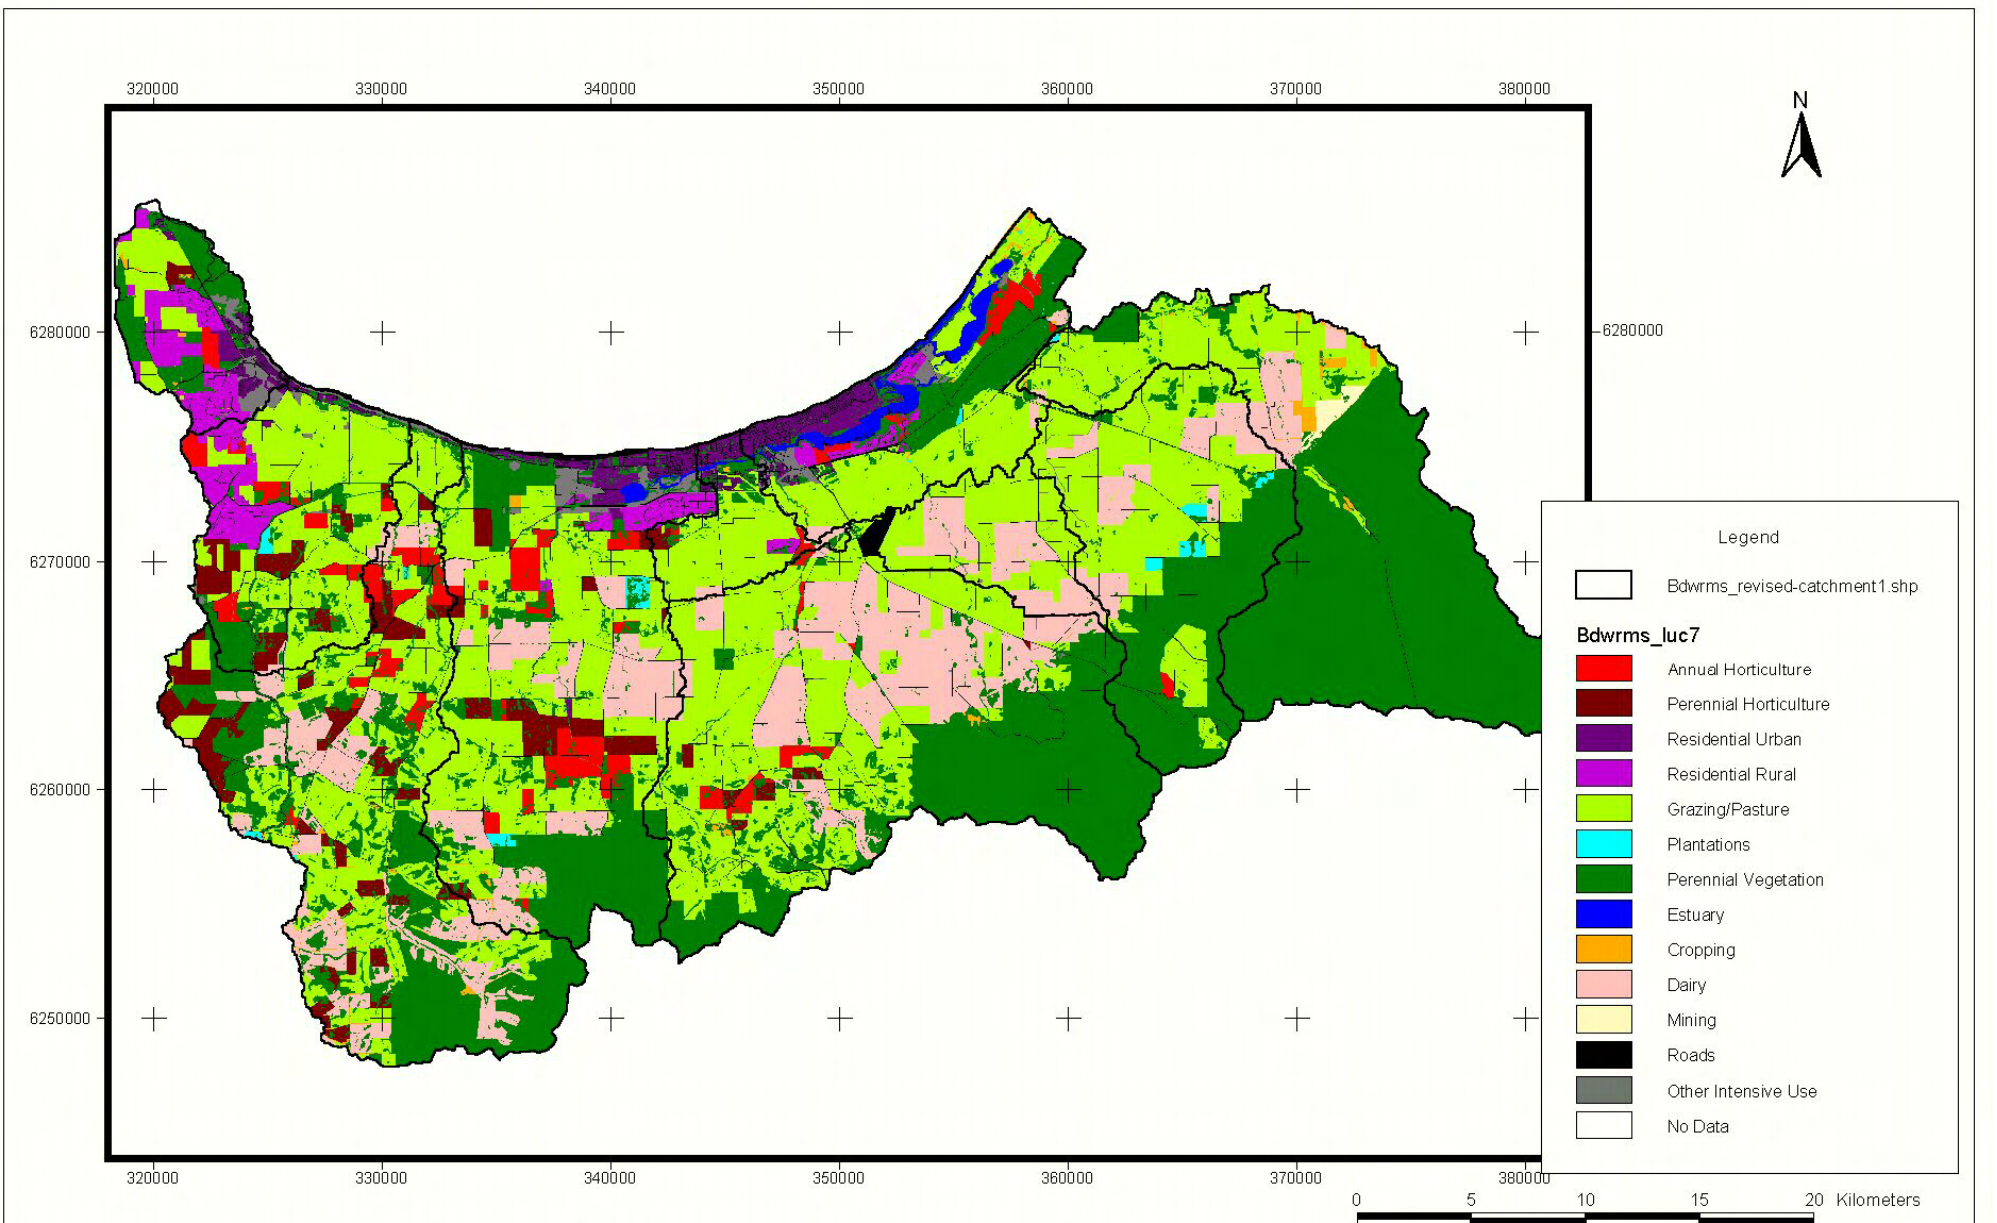 320000 330000 340000 350000 360000 370000 380000
N
6280000
6280000
6270000
6260000
6250000
Legend
Bdwrms_revised-catchment1.shp
Bdwrms_luc7
Annual Horticulture
Perennial Horticulture
Residential Urban
Residential Rural
Grazing/Pasture
Plantations
Perennial Vegetation
Estuary
Cropping
Dairy
Mining
Roads
Other Intensive Use
No Data
320000 330000 340000 350000 360000 370000 380000
0 5 10 15 20 Kilometers